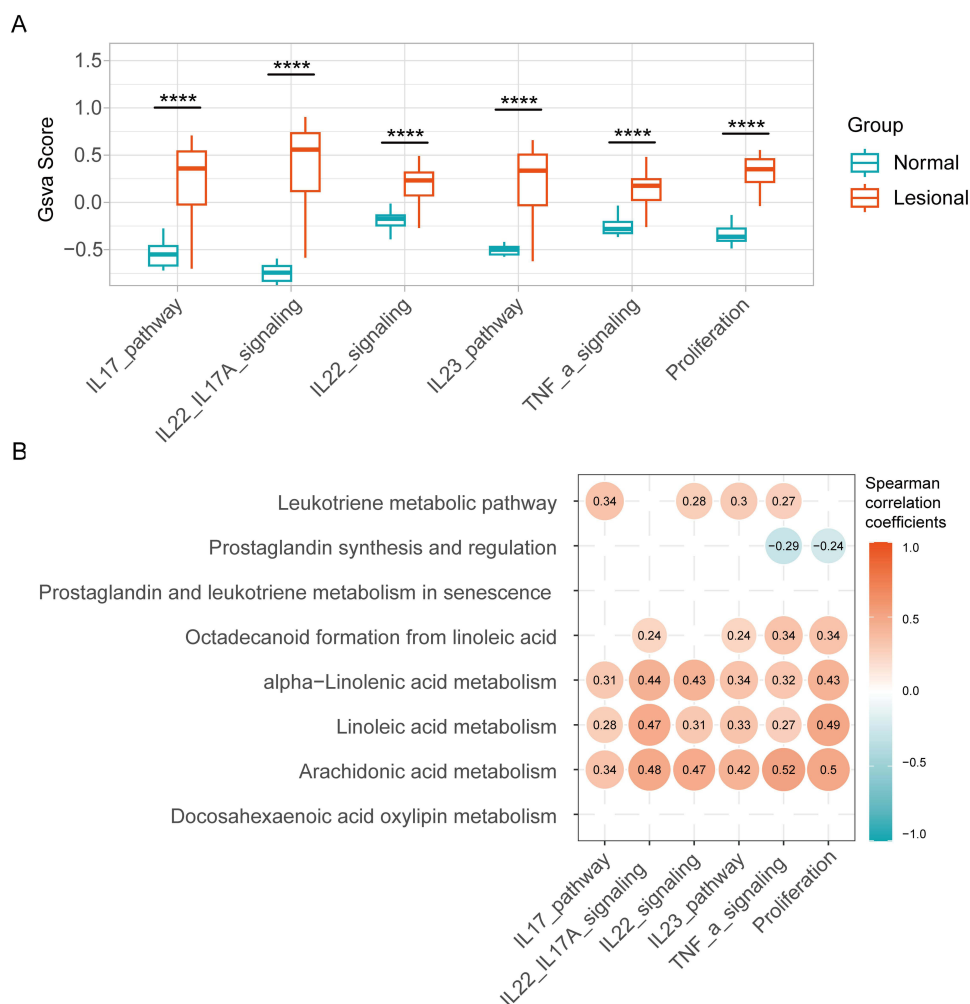 A
Gsva Score
1.5
1.0
0.5
0.0
−0.5
**** **** **** **** **** ****
IL17_pathway
IL22_IL17A_signaling
IL22_signaling
IL23_pathway
TNF_a_signaling
Proliferation
Group
Normal
Lesional
B
Leukotriene metabolic pathway 0.34 0.28 0.3 0.27
Prostaglandin synthesis and regulation −0.29 −0.24
Prostaglandin and leukotriene metabolism in senescence
Octadecanoid formation from linoleic acid 0.24 0.24 0.34 0.34
alpha−Linolenic acid metabolism 0.31 0.44 0.43 0.34 0.32 0.43
Linoleic acid metabolism 0.28 0.47 0.31 0.33 0.27 0.49
Arachidonic acid metabolism 0.34 0.48 0.47 0.42 0.52 0.5
Docosahexaenoic acid oxylipin metabolism
IL17_pathway
IL22_IL17A_signaling
IL22_signaling
IL23_pathway
TNF_a_signaling
Proliferation
Spearman
correlation
coefficients
1.0
0.5
0.0
−0.5
−1.0